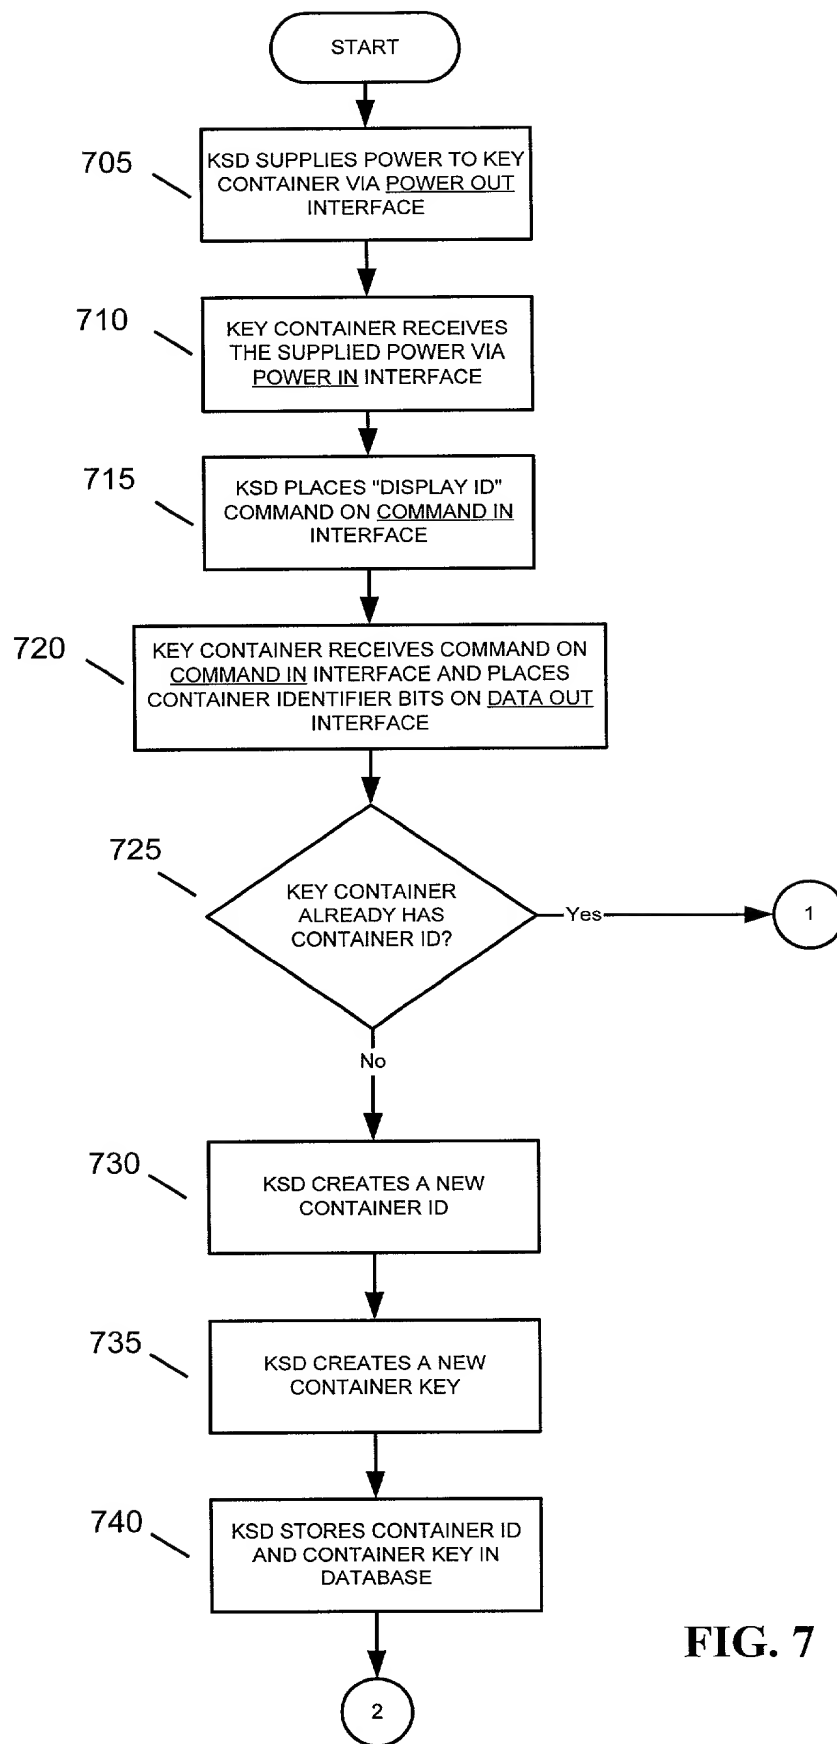 START
705
KSD SUPPLIES POWER TO KEY
CONTAINER VIA POWER OUT
INTERFACE
710
KEY CONTAINER RECEIVES
THE SUPPLIED POWER VIA
POWER IN INTERFACE
715
KSD PLACES "DISPLAY ID"
COMMAND ON COMMAND IN
INTERFACE
720
KEY CONTAINER RECEIVES COMMAND ON
COMMAND IN INTERFACE AND PLACES
CONTAINER IDENTIFIER BITS ON DATA OUT
INTERFACE
725
KEY CONTAINER
ALREADY HAS
CONTAINER ID?
Yes
1
No
730
KSD CREATES A NEW
CONTAINER ID
735
KSD CREATES A NEW
CONTAINER KEY
740
KSD STORES CONTAINER ID
AND CONTAINER KEY IN
DATABASE
FIG. 7
2